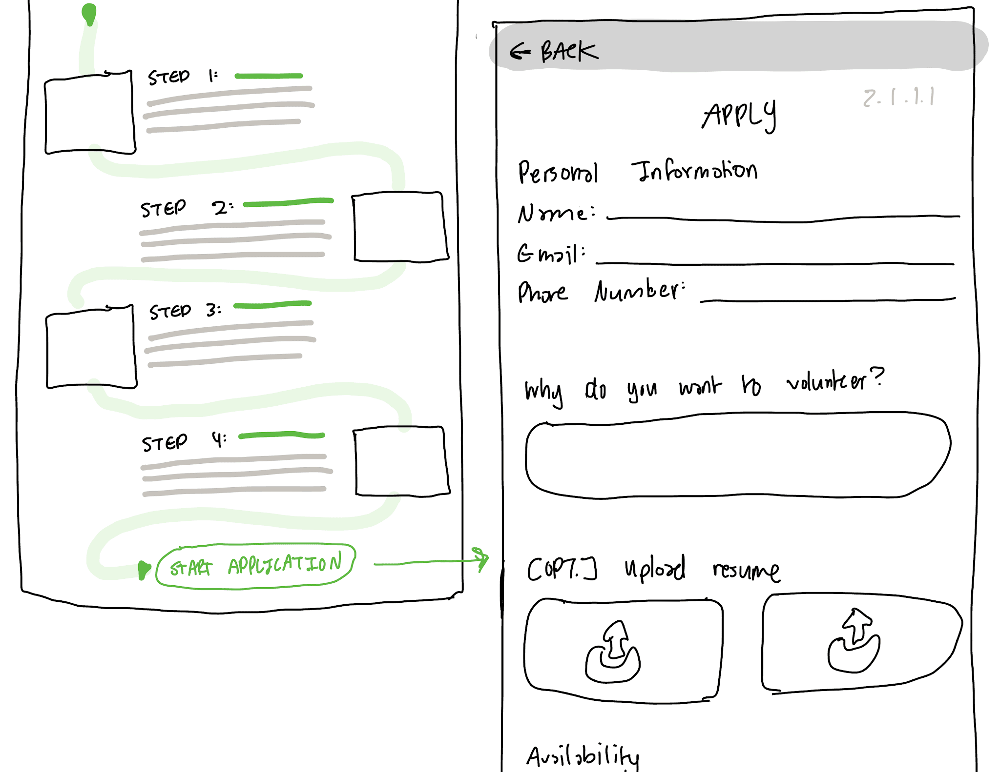 STEP 1:
STEP 2:
STEP 3:
STEP 4:
START APPLICATION
← BACK
2.1.1.1
APPLY
Personal Information
Name:
Email:
Phone Number:
Why do you want to volunteer?
[OPT.] Upload resume
Availability